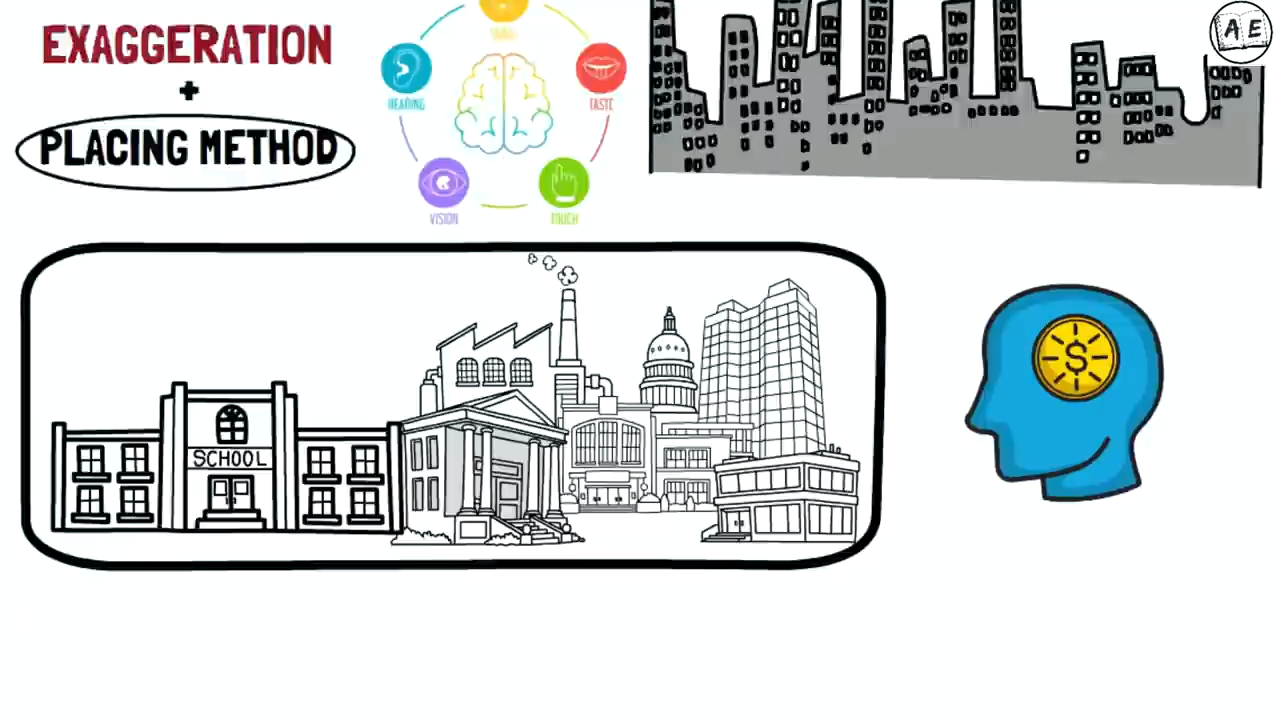 EXAGGERATION
+
PLACING METHOD
HEARING
TASTE
VISION
TOUCH
A E
SCHOOL
$